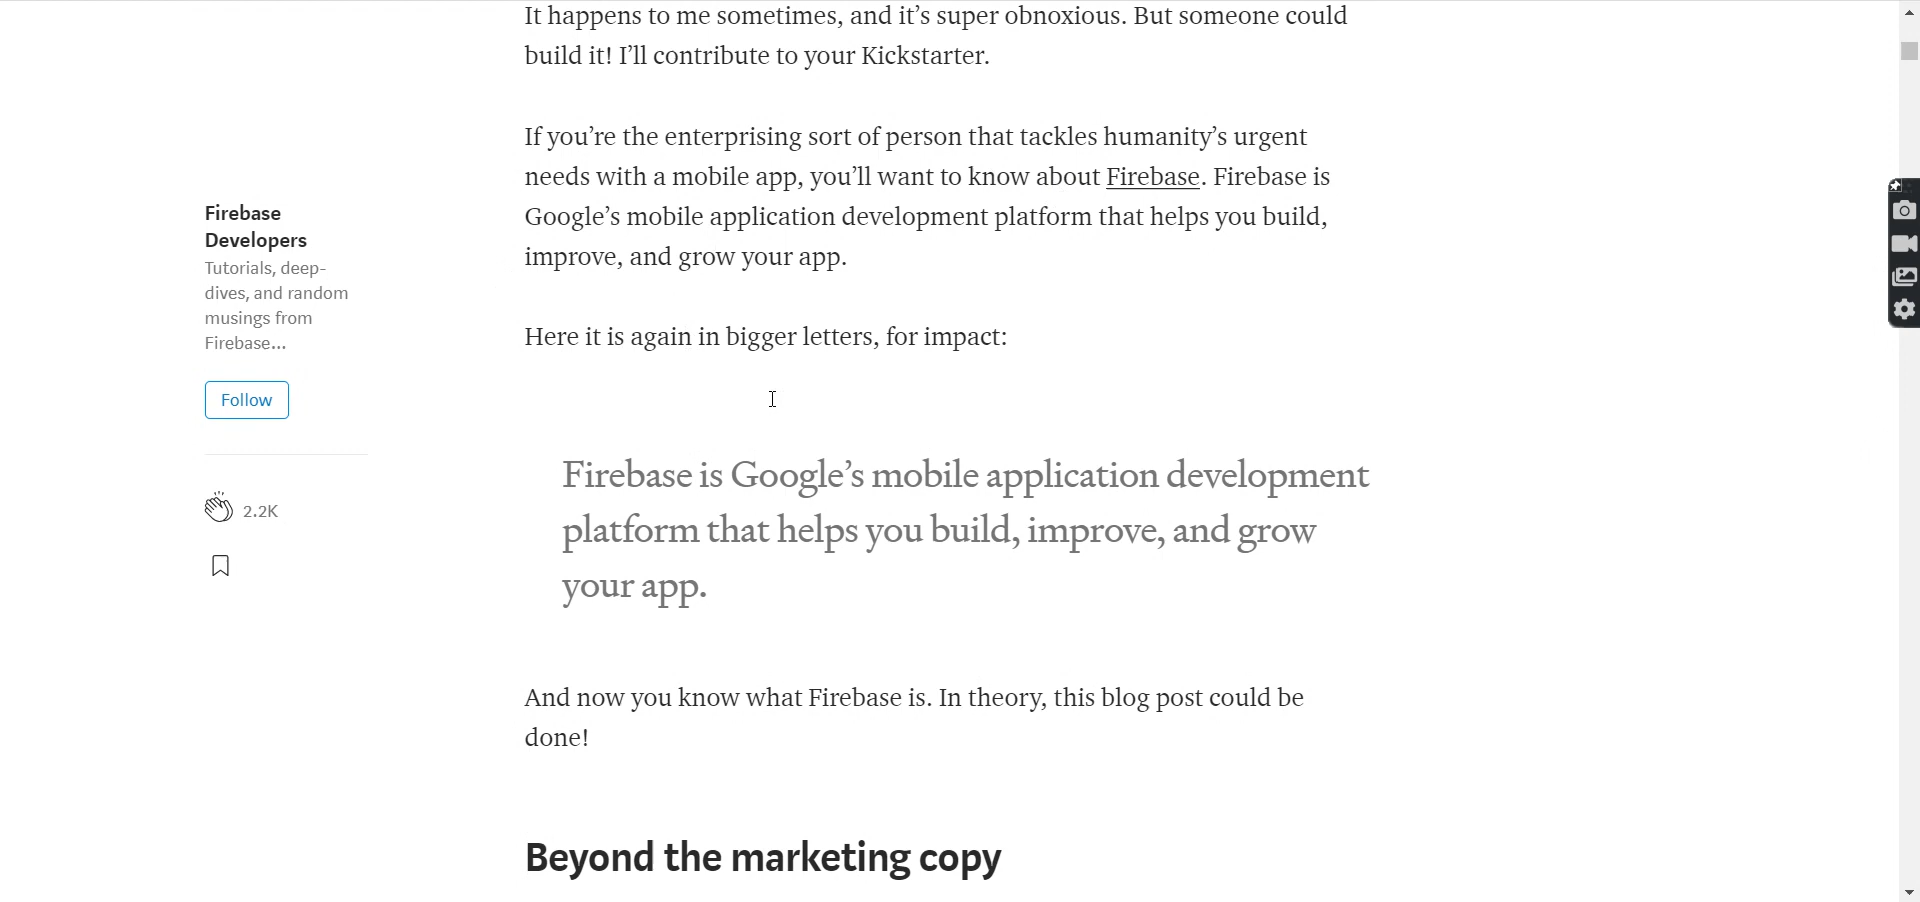 It happens to me sometimes, and it’s super obnoxious. But someone could
build it! I’ll contribute to your Kickstarter.
If you’re the enterprising sort of person that tackles humanity’s urgent
needs with a mobile app, you’ll want to know about Firebase. Firebase is
Google’s mobile application development platform that helps you build,
improve, and grow your app.
Here it is again in bigger letters, for impact:
Firebase is Google’s mobile application development
platform that helps you build, improve, and grow
your app.
And now you know what Firebase is. In theory, this blog post could be
done!
Beyond the marketing copy
Firebase
Developers
Tutorials, deep-
dives, and random
musings from
Firebase...
Follow
2.2K